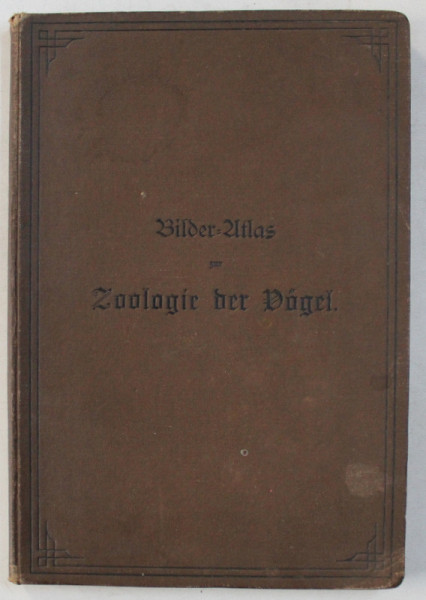 Bilder-Atlas
zur
Zoologie der Vögel.